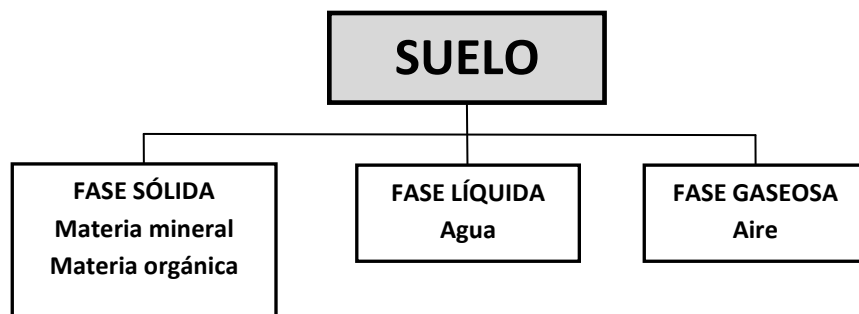 SUELO
FASE SÓLIDA
Materia mineral
Materia orgánica
FASE LÍQUIDA
Agua
FASE GASEOSA
Aire